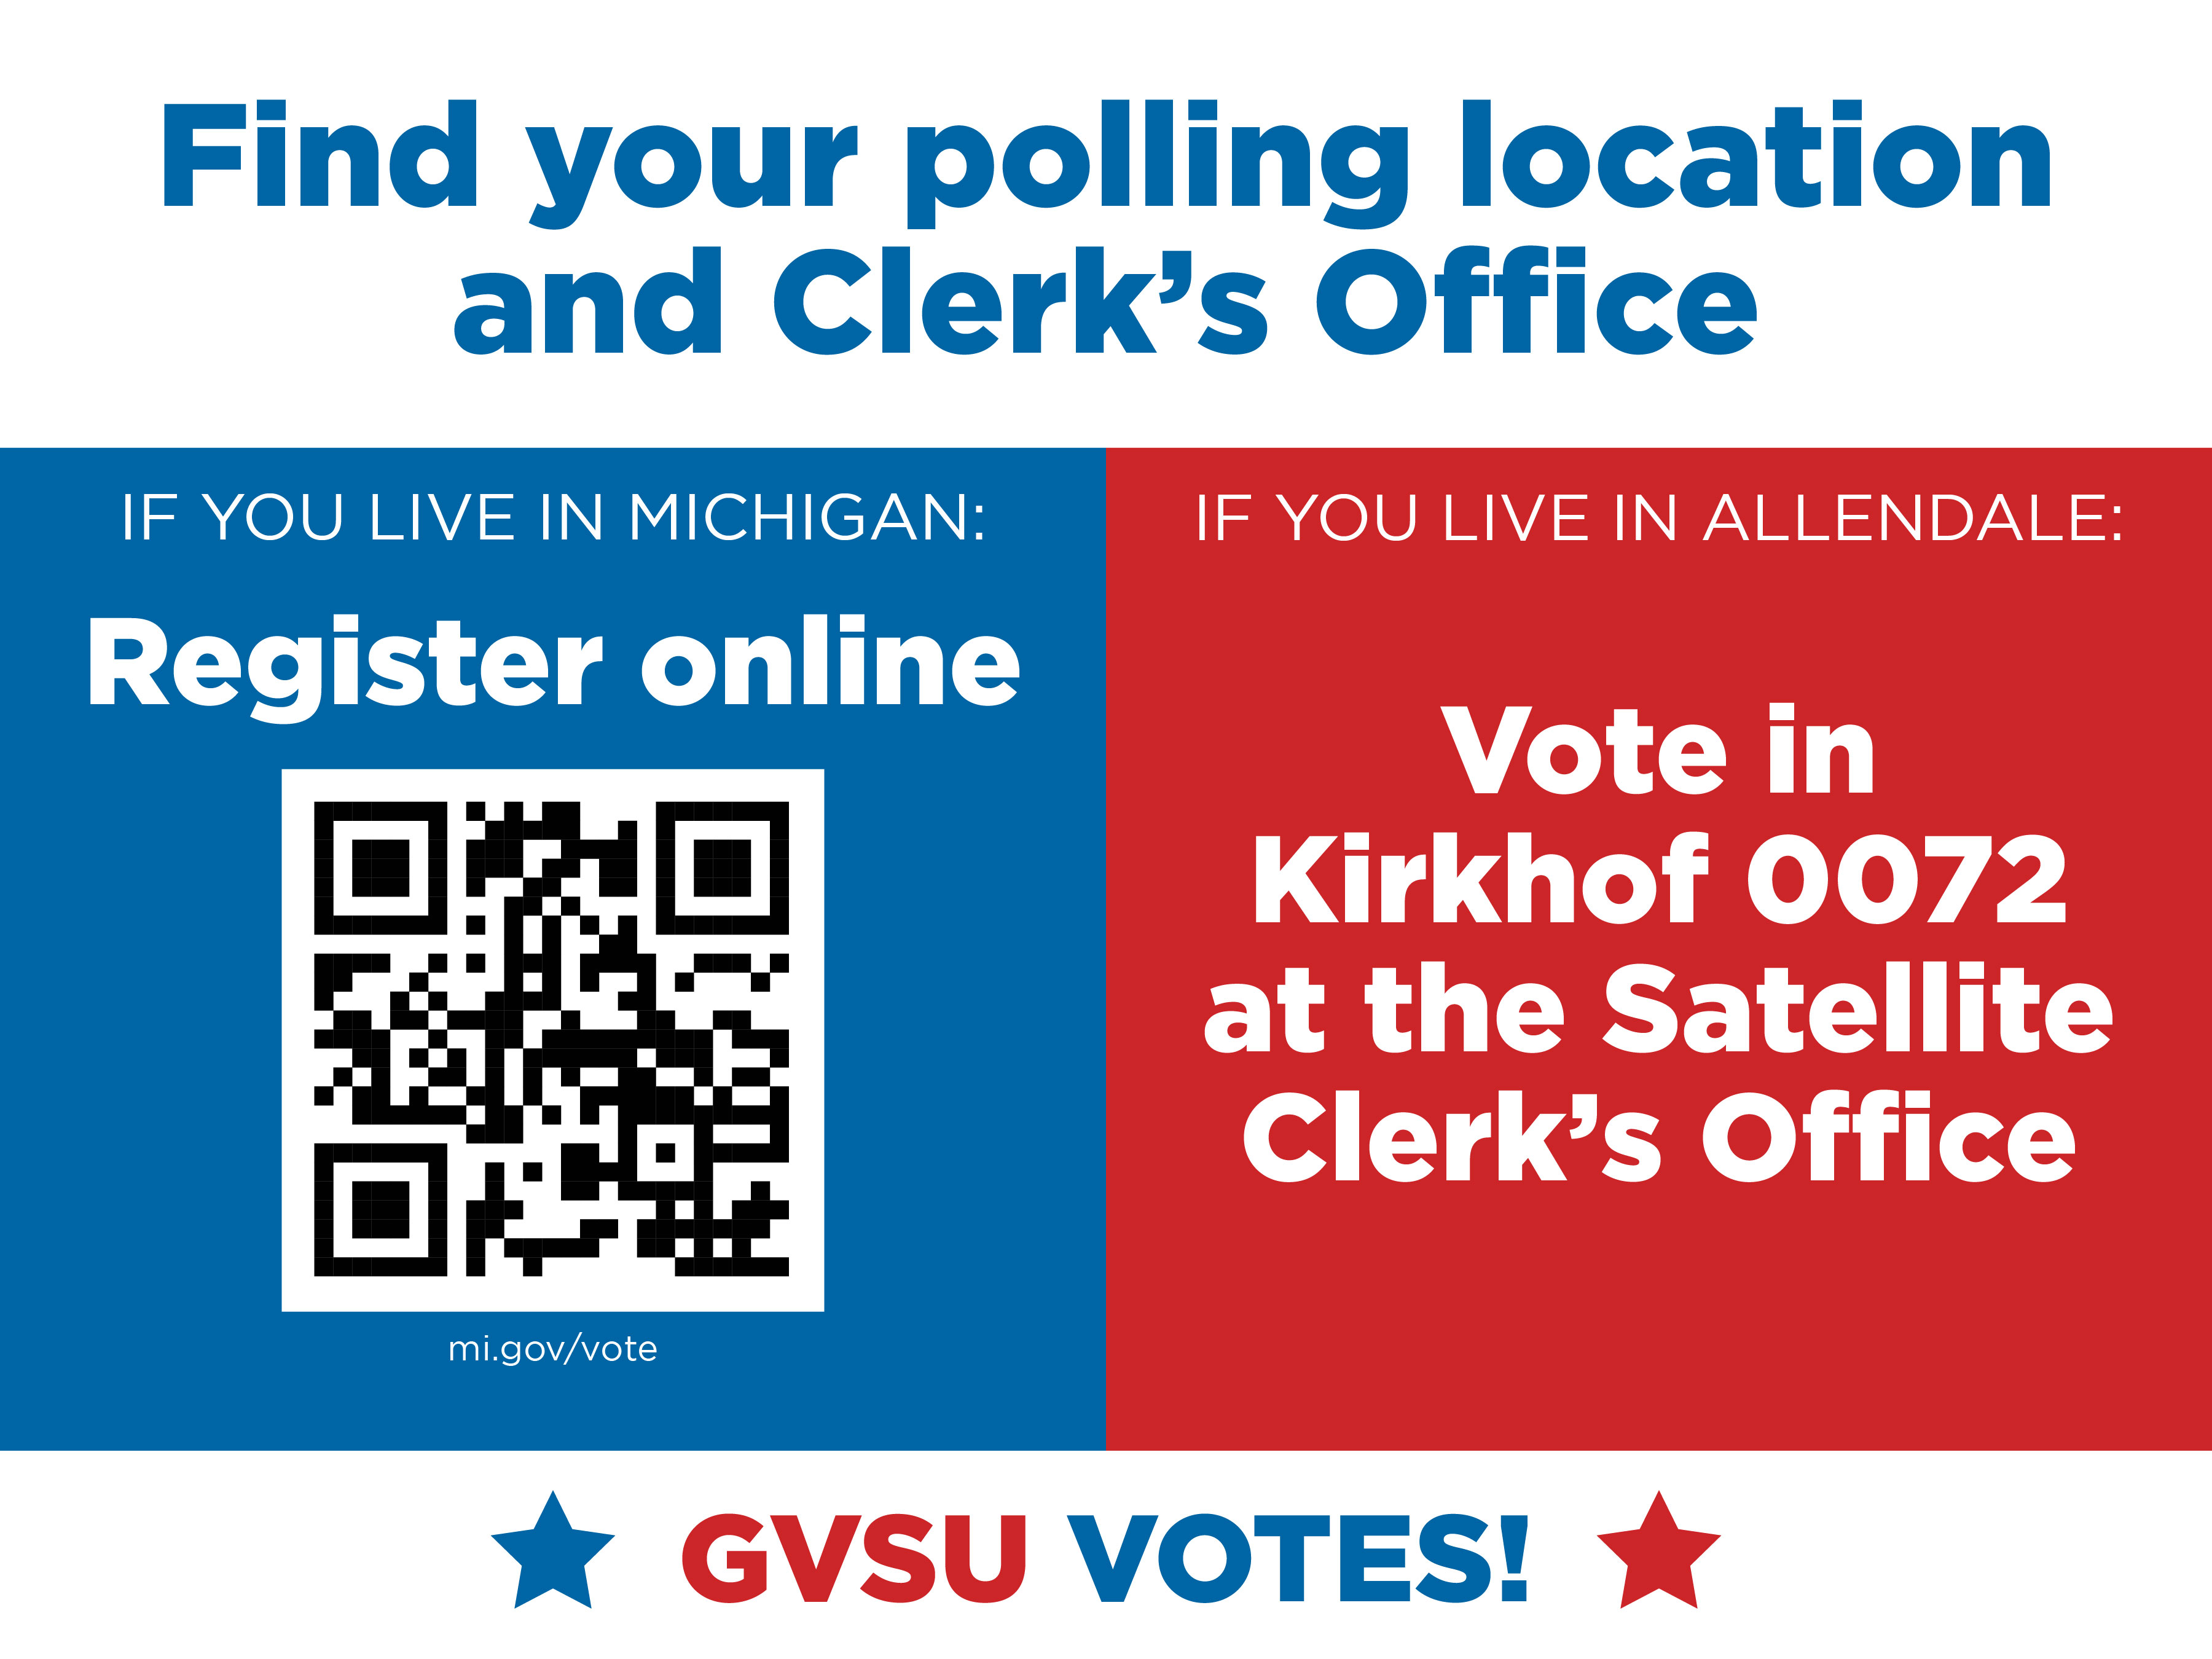 Find your polling location
and Clerk’s Office
IF YOU LIVE IN MICHIGAN:
Register online
mi.gov/vote
IF YOU LIVE IN ALLENDALE:
Vote in
Kirkhof 0072
at the Satellite
Clerk’s Office
GVSU VOTES!